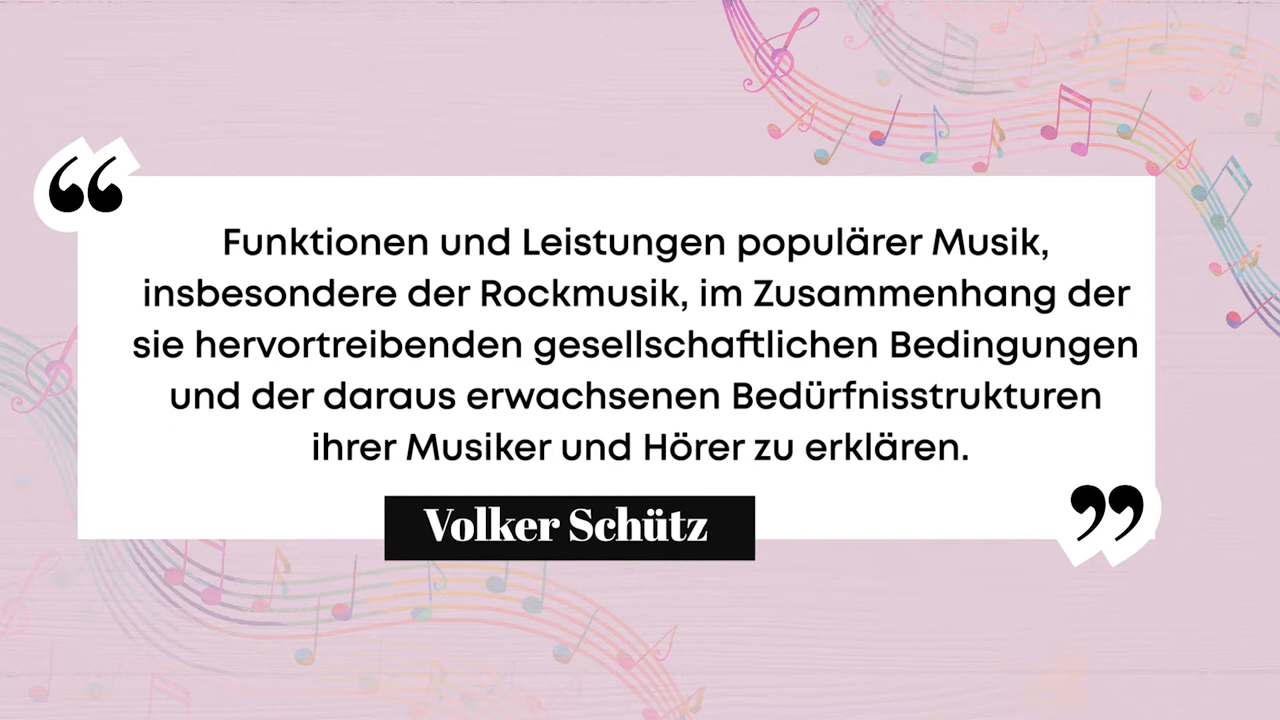 Funktionen und Leistungen populärer Musik,
insbesondere der Rockmusik, im Zusammenhang der
sie hervortreibenden gesellschaftlichen Bedingungen
und der daraus erwachsenen Bedürfnisstrukturen
ihrer Musiker und Hörer zu erklären.
Volker Schütz